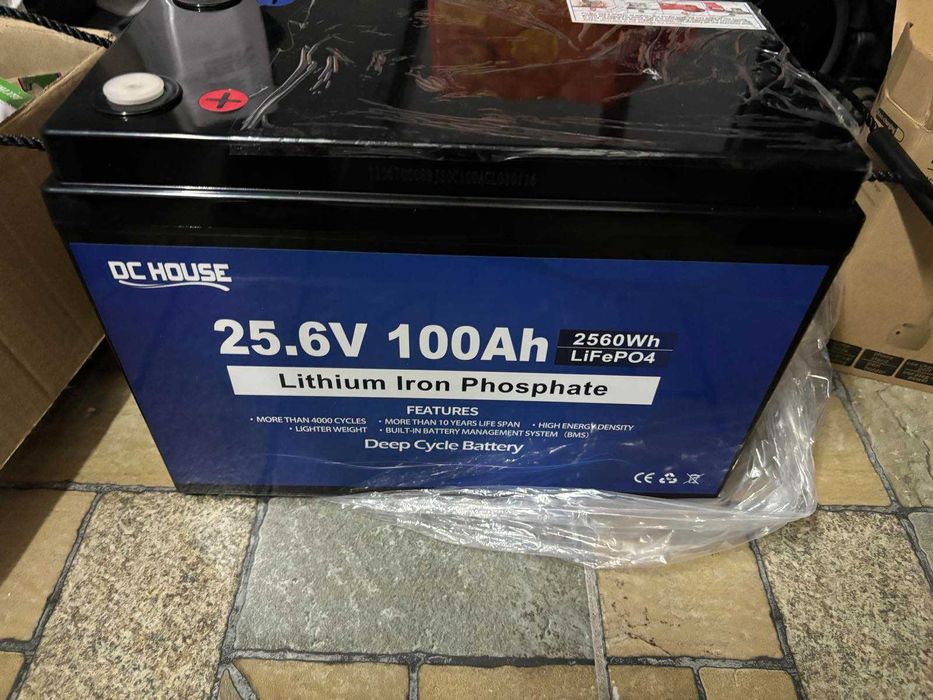 DC HOUSE
25.6V 100Ah
2560Wh
LiFePO4
Lithium Iron Phosphate
FEATURES
• MORE THAN 4000 CYCLES • MORE THAN 10 YEARS LIFE SPAN • HIGH ENERGY DENSITY
• LIGHTER WEIGHT • BUILT-IN BATTERY MANAGEMENT SYSTEM (BMS)
Deep Cycle Battery
CE